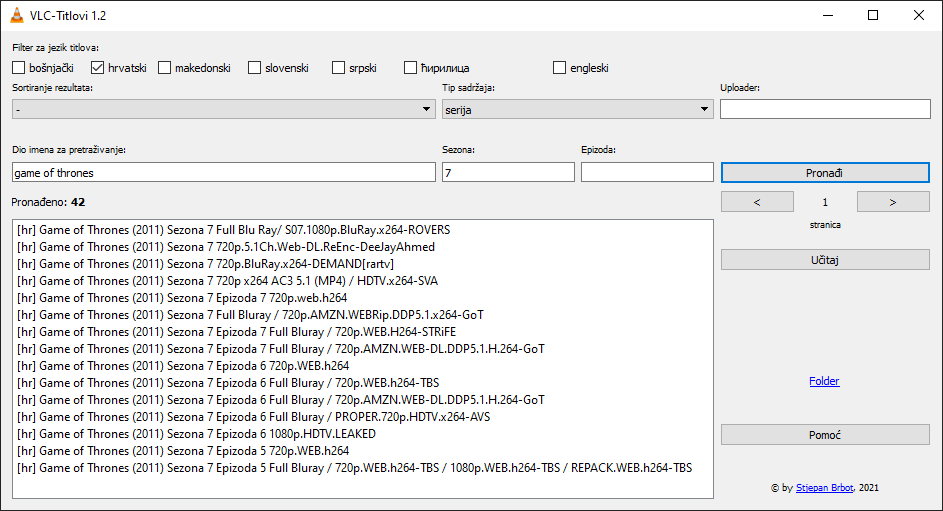 VLC-Titlovi 1.2
Filter za jezik titlova:
bošnjački hrvatski makedonski slovenski srpski ћирилица engleski
Sortiranje rezultata: Tip sadržaja: Uploader:
- serija
Dio imena za pretraživanje: Sezona: Epizoda:
game of thrones 7 Pronađi
Pronađeno: 42 < 1 >
stranica
[hr] Game of Thrones (2011) Sezona 7 Full Blu Ray/ S07.1080p.BluRay.x264-ROVERS
[hr] Game of Thrones (2011) Sezona 7 720p.5.1Ch.Web-DL.ReEnc-DeeJayAhmed
[hr] Game of Thrones (2011) Sezona 7 720p.BluRay.x264-DEMAND[rartv]
[hr] Game of Thrones (2011) Sezona 7 720p x264 AC3 5.1 (MP4) / HDTV.x264-SVA
[hr] Game of Thrones (2011) Sezona 7 Epizoda 7 720p.web.h264
[hr] Game of Thrones (2011) Sezona 7 Full Bluray / 720p.AMZN.WEBRip.DDP5.1.x264-GoT
[hr] Game of Thrones (2011) Sezona 7 Epizoda 7 Full Bluray / 720p.WEB.H264-STRiFE
[hr] Game of Thrones (2011) Sezona 7 Epizoda 7 Full Bluray / 720p.AMZN.WEB-DL.DDP5.1.H.264-GoT
[hr] Game of Thrones (2011) Sezona 7 Epizoda 6 720p.WEB.h264
[hr] Game of Thrones (2011) Sezona 7 Epizoda 6 Full Bluray / 720p.WEB.h264-TBS
[hr] Game of Thrones (2011) Sezona 7 Epizoda 6 Full Bluray / 720p.AMZN.WEB-DL.DDP5.1.H.264-GoT
[hr] Game of Thrones (2011) Sezona 7 Epizoda 6 Full Bluray / PROPER.720p.HDTV.x264-AVS
[hr] Game of Thrones (2011) Sezona 7 Epizoda 6 1080p.HDTV.LEAKED
[hr] Game of Thrones (2011) Sezona 7 Epizoda 5 720p.WEB.h264
[hr] Game of Thrones (2011) Sezona 7 Epizoda 5 Full Bluray / 720p.WEB.h264-TBS / 1080p.WEB.h264-TBS / REPACK.WEB.h264-TBS
Učitaj
Folder
Pomoć
© by Stjepan Brbot, 2021